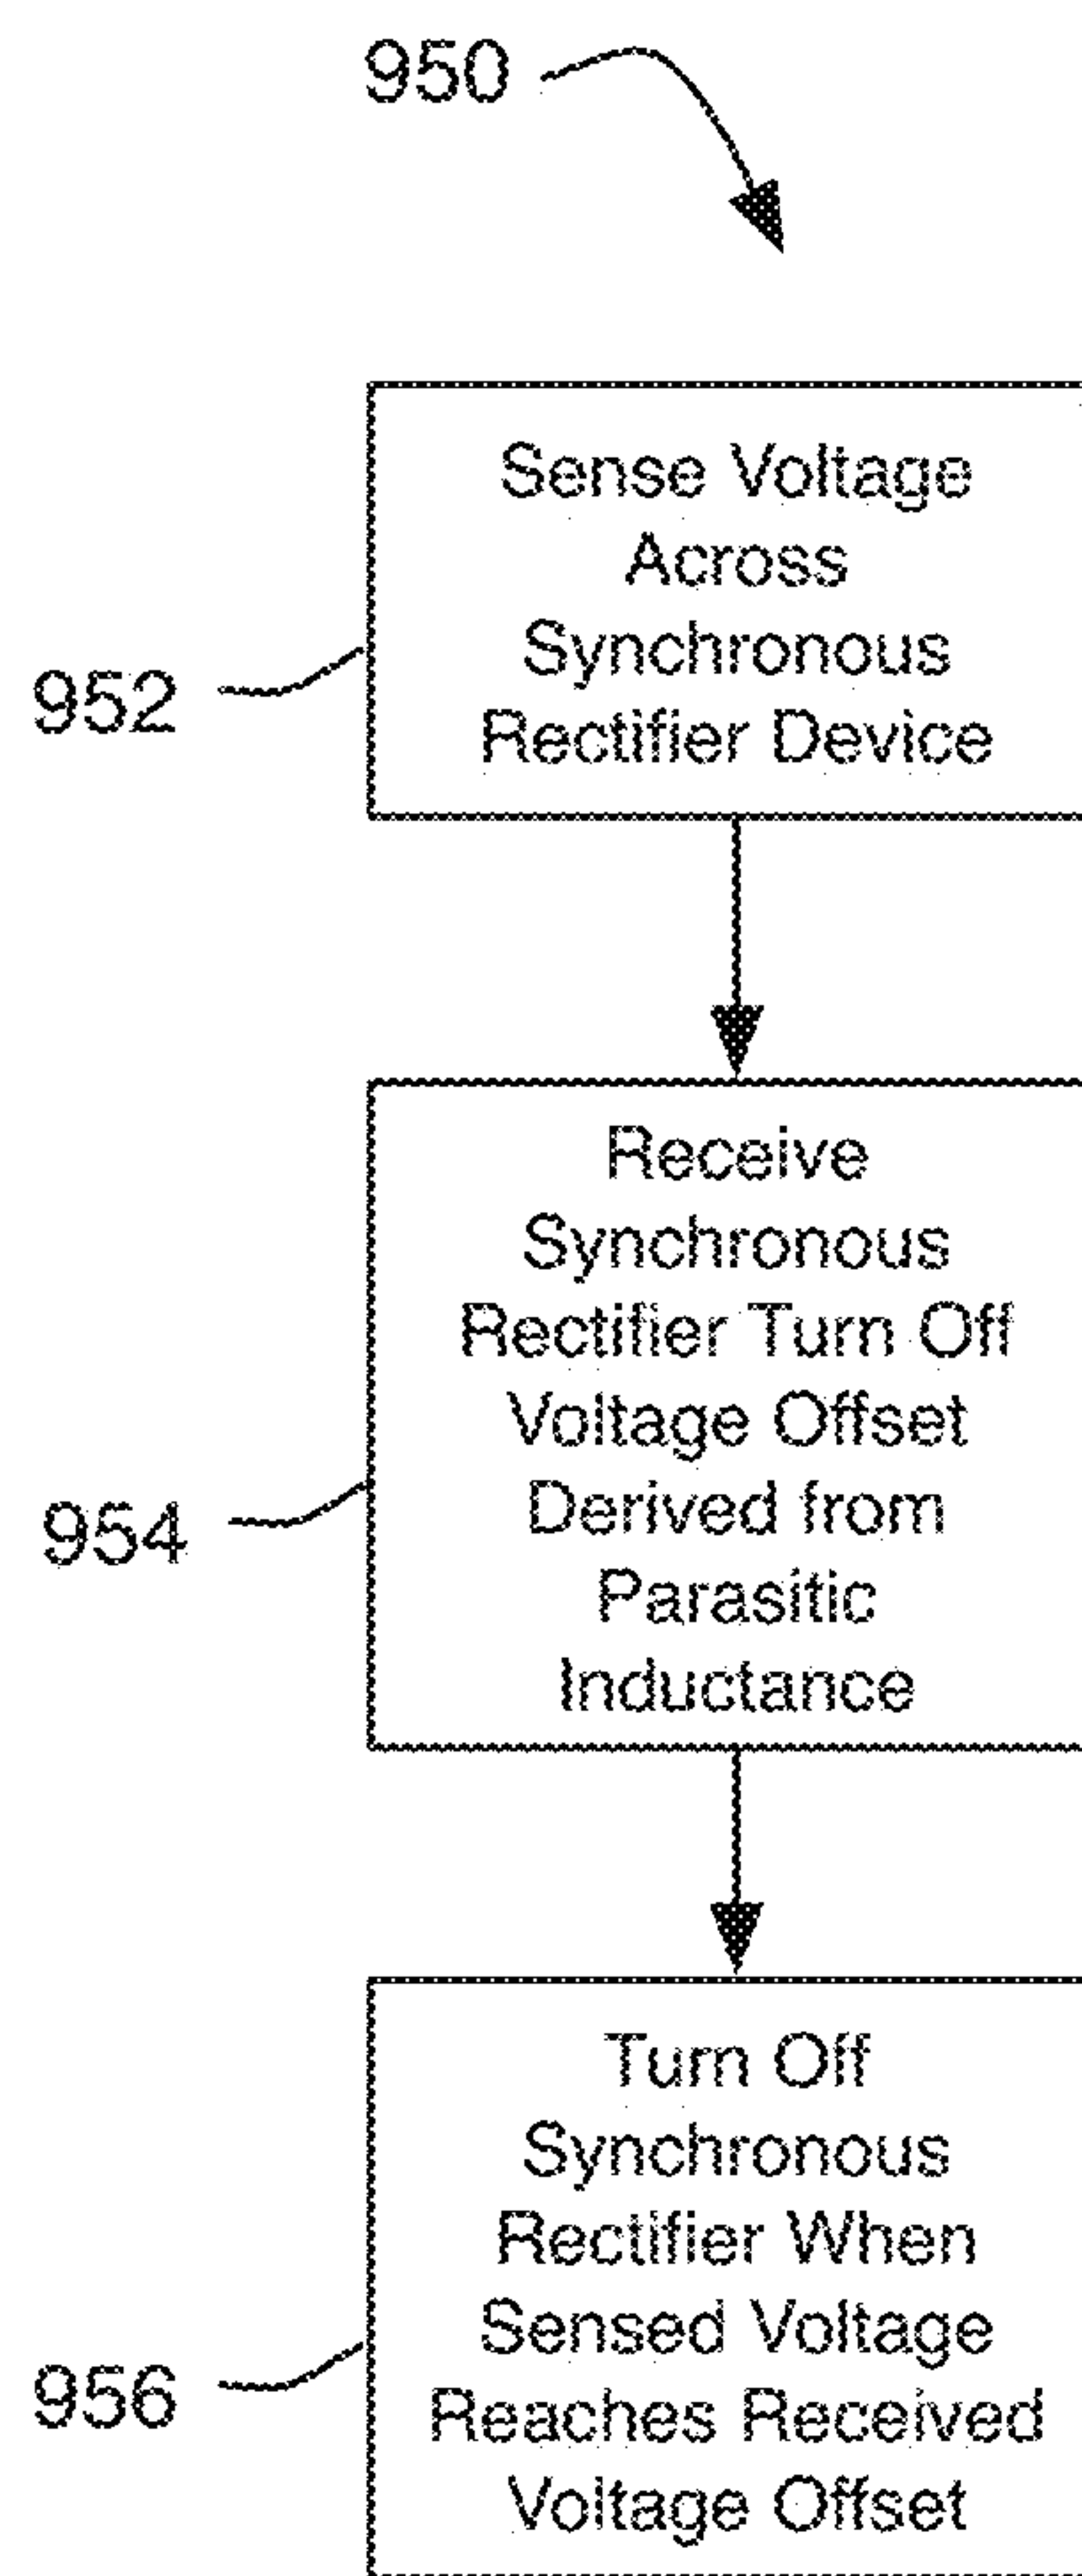 950
Sense Voltage
Across
Synchronous
Rectifier Device
952
Receive
Synchronous
Rectifier Turn Off
Voltage Offset
Derived from
Parasitic
Inductance
954
Turn Off
Synchronous
Rectifier When
Sensed Voltage
Reaches Received
Voltage Offset
956